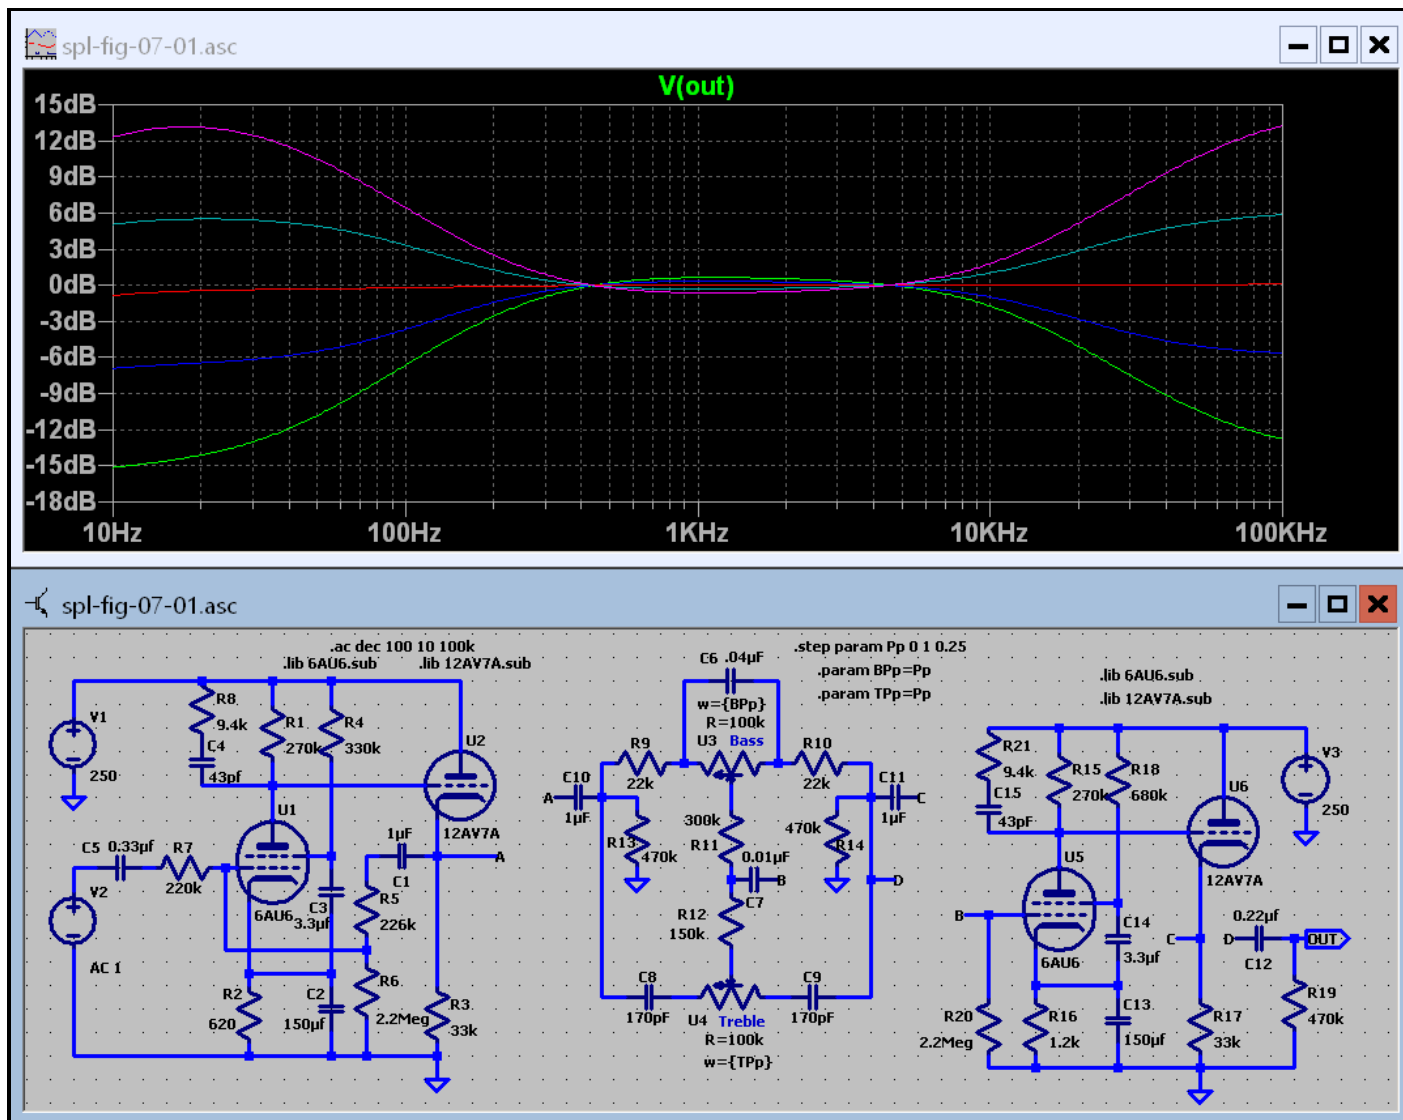 spl-fig-07-01.asc
V(out)
15dB
12dB
9dB
6dB
3dB
0dB
-3dB
-6dB
-9dB
-12dB
-15dB
-18dB
10Hz 100Hz 1KHz 10KHz 100KHz
spl-fig-07-01.asc
.ac dec 100 10 100k
.lib 6AU6.sub .lib 12AV7A.sub
V1
250
R8
9.4k
C4
43pf
R1
270k
R4
330k
U2
12AV7A
U1
6AU6
C5 0.33µf
R7
220k
V2
AC 1
C3
3.3µf
1µF
C1
A
R5
226k
R6
2.2Meg
R2
620
C2
150µf
R3
33k
C6 .04µF
w={BPp}
R=100k
U3 Bass
.step param Pp 0 1 0.25
.param BPp=Pp
.param TPp=Pp
R9
22k
R10
22k
C10
A
1µF
C11
C
1µF
R13
470k
300k
R11
470k
R14
0.01µF
B
C7
D
R12
150k
C8
170pF
U4 Treble
R=100k
w={TPp}
C9
170pF
.lib 6AU6.sub
.lib 12AV7A.sub
R21
9.4k
C15
43pF
R15
270k
R18
680k
U6
12AV7A
V3
250
U5
6AU6
B
C14
3.3µf
C
D
0.22µf
C12
OUT
R20
2.2Meg
R16
1.2k
C13
150µf
R17
33k
R19
470k